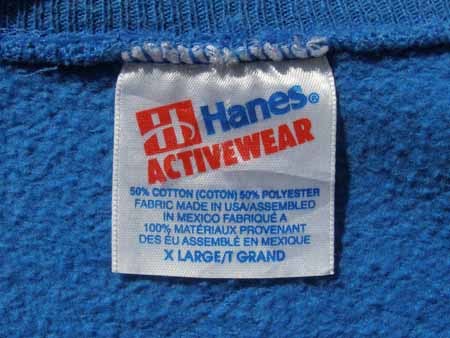 Hanes®
ACTIVEWEAR
50% COTTON (COTON) 50% POLYESTER
FABRIC MADE IN USA/ASSEMBLED
IN MEXICO FABRIQUÉ A
100% MATÉRIAUX PROVENANT
DES ÉU ASSEMBLÉ EN MEXIQUE
X LARGE/T GRAND